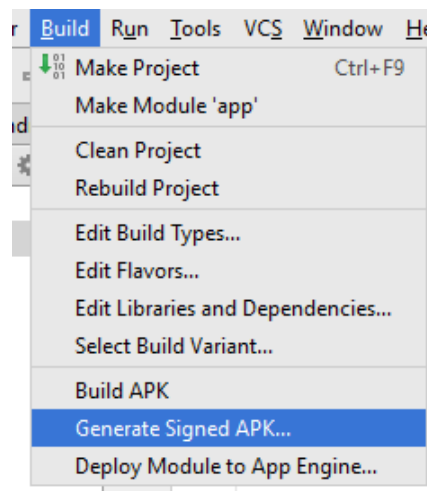 r Build Run Tools VCS Window He
Make Project Ctrl+F9
Make Module 'app'
Clean Project
Rebuild Project
Edit Build Types...
Edit Flavors...
Edit Libraries and Dependencies...
Select Build Variant...
Build APK
Generate Signed APK...
Deploy Module to App Engine...